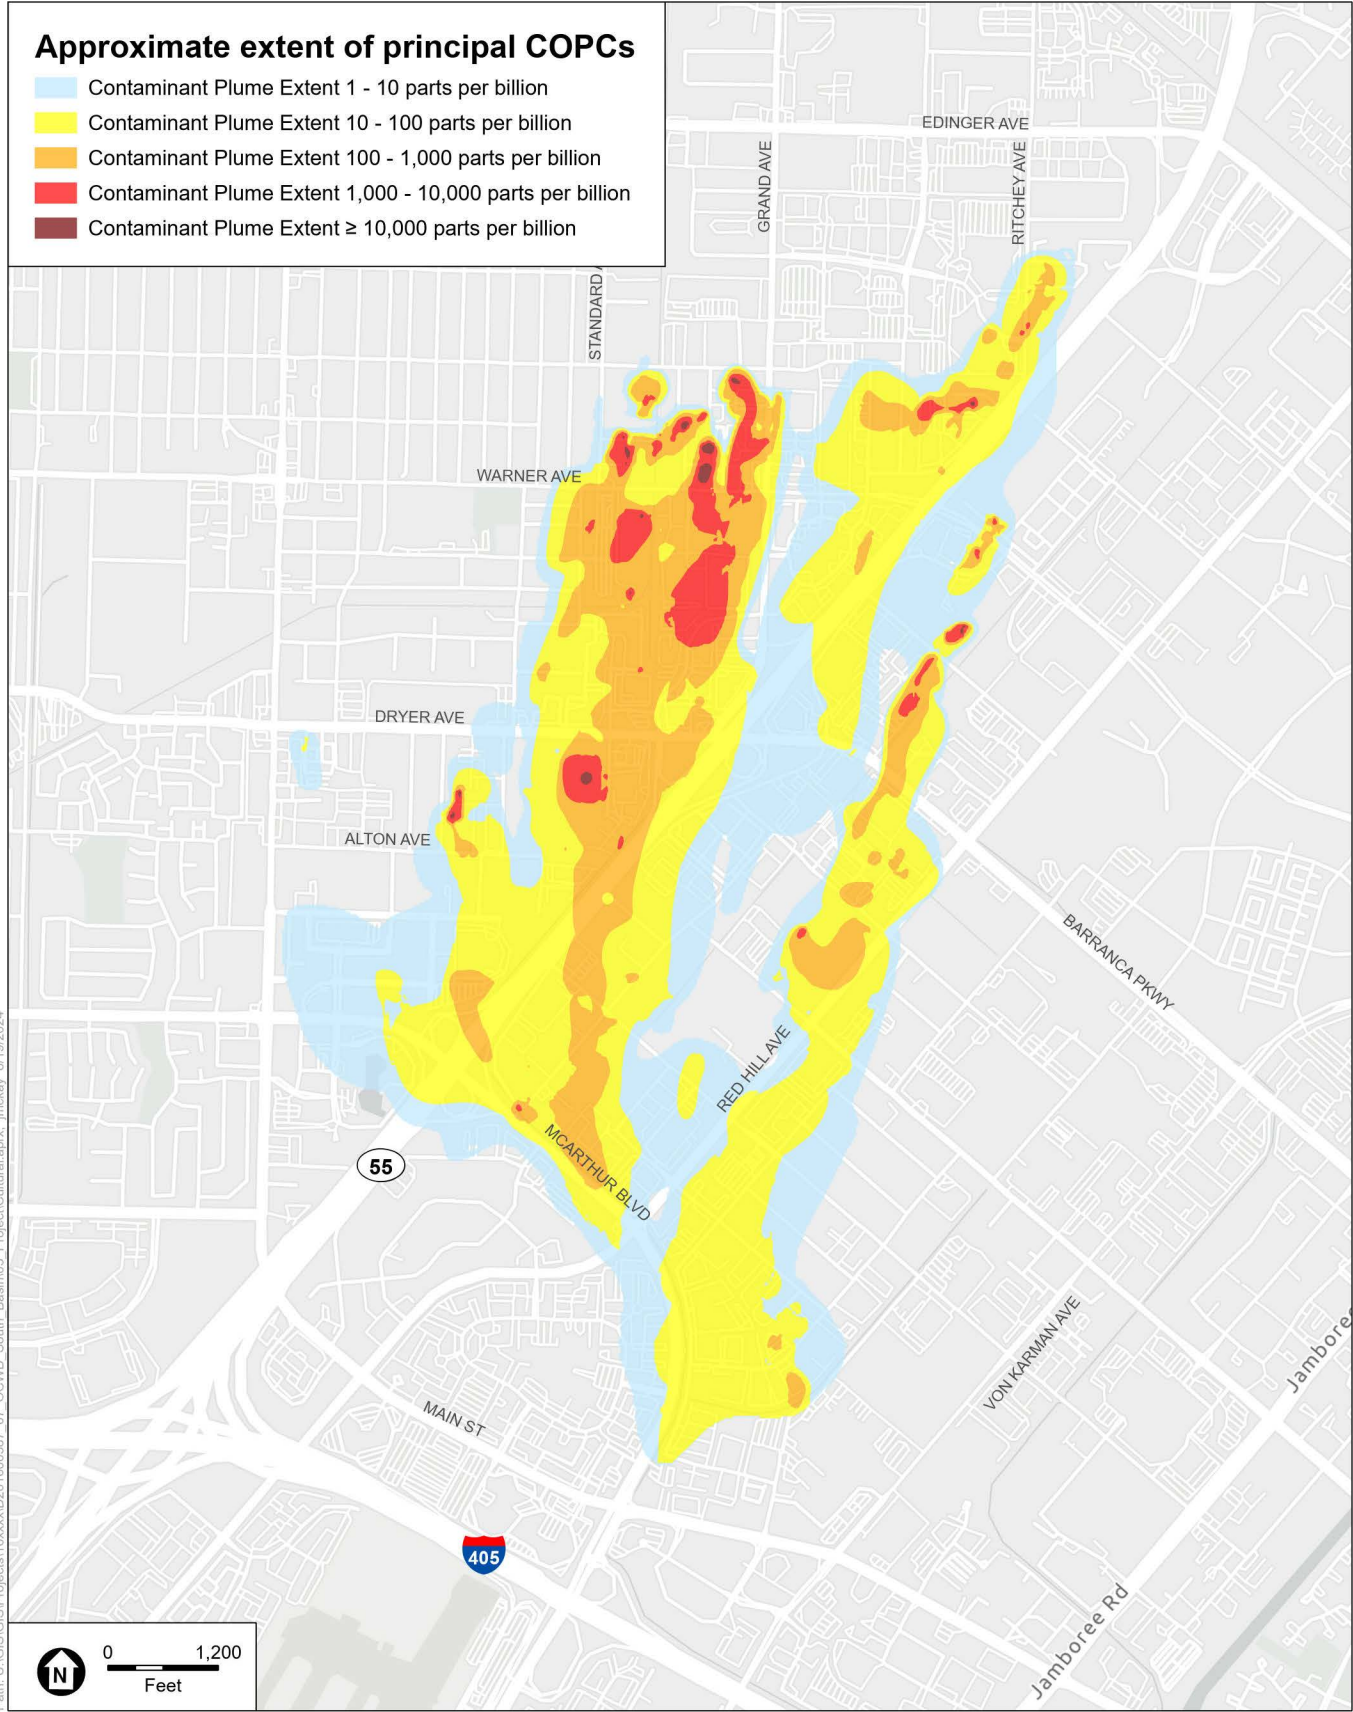 Approximate extent of principal COPCs
Contaminant Plume Extent 1 - 10 parts per billion
Contaminant Plume Extent 10 - 100 parts per billion
Contaminant Plume Extent 100 - 1,000 parts per billion
Contaminant Plume Extent 1,000 - 10,000 parts per billion
Contaminant Plume Extent ≥ 10,000 parts per billion
EDINGER AVE
GRAND AVE
RITCHEY AVE
STANDARD
WARNER AVE
DRYER AVE
ALTON AVE
BARRANCA PKWY
RED HILL AVE
MCARTHUR BLVD
55
VON KARMAN AVE
Jamboree
MAIN ST
405
Jamboree Rd
N
0 1,200
Feet